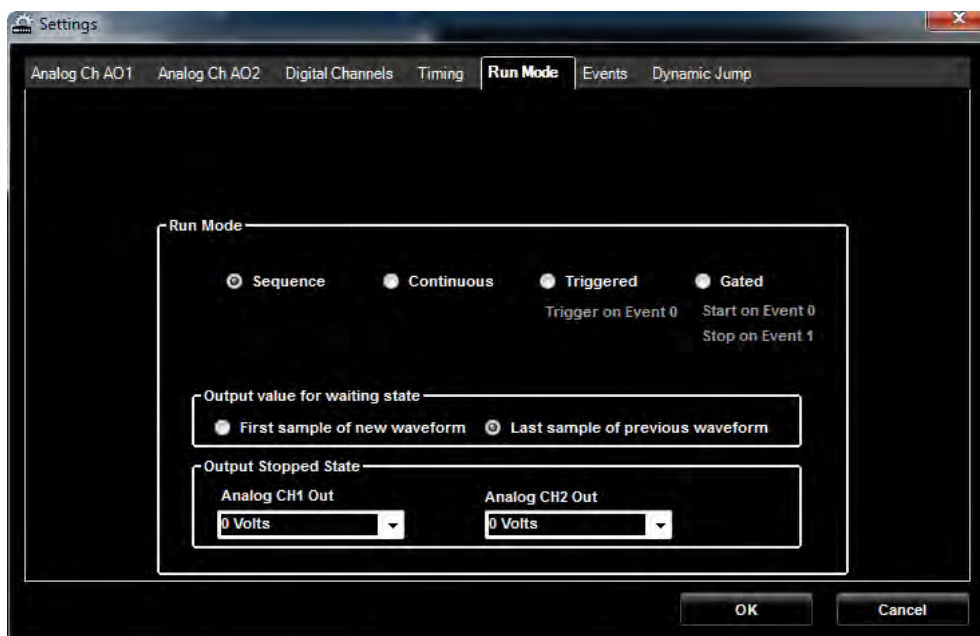 Settings
Analog Ch AO1 Analog Ch AO2 Digital Channels Timing Run Mode Events Dynamic Jump
Run Mode
Sequence Continuous Triggered Gated
Trigger on Event 0 Start on Event 0
Stop on Event 1
Output value for waiting state
First sample of new waveform Last sample of previous waveform
Output Stopped State
Analog CH1 Out Analog CH2 Out
0 Volts 0 Volts
OK Cancel